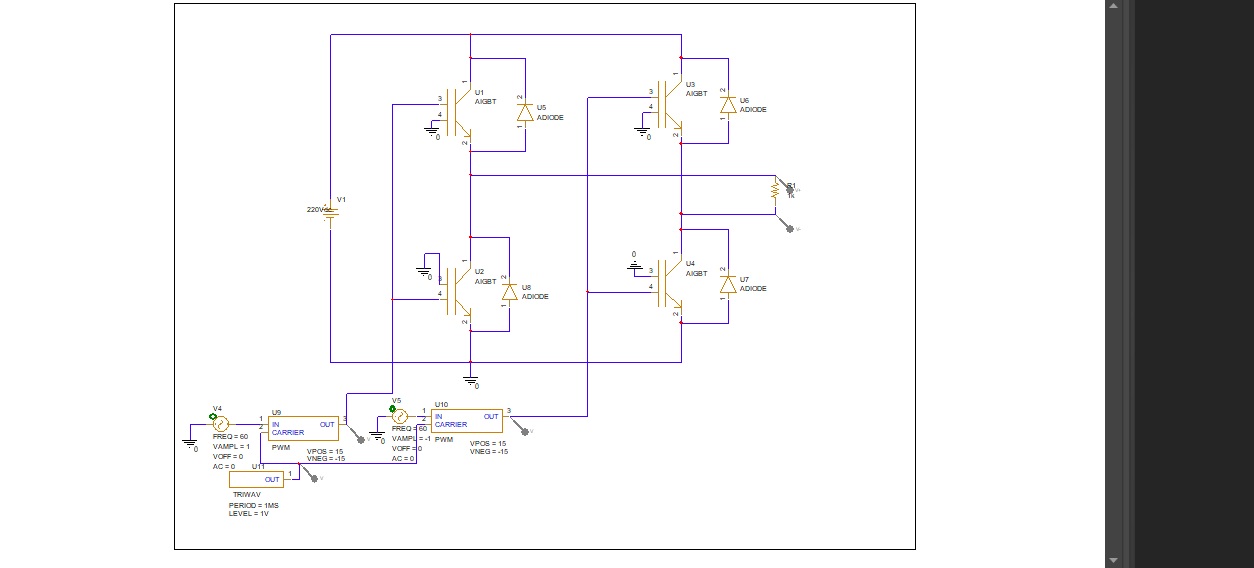 1
U1
AIGBT
3
4
0
2
2
U5
ADIODE
1
1
U3
AIGBT
3
4
0
2
2
U6
ADIODE
1
V1
220V
R1
1k
1
U2
AIGBT
3
4
0
2
2
U8
ADIODE
1
0
1
U4
AIGBT
3
4
2
2
U7
ADIODE
1
0
V4
FREQ = 60
VAMPL = 1
VOFF = 0
AC = 0
0
U9
1
2
IN
CARRIER
OUT
3
PWM
VPOS = 15
VNEG = -15
V
V5
FREQ = 60
VAMPL = -1
VOFF = 0
AC = 0
0
U10
1
2
IN
CARRIER
OUT
3
PWM
VPOS = 15
VNEG = -15
V
U11
OUT
1
V
TRIWAV
PERIOD = 1MS
LEVEL = 1V